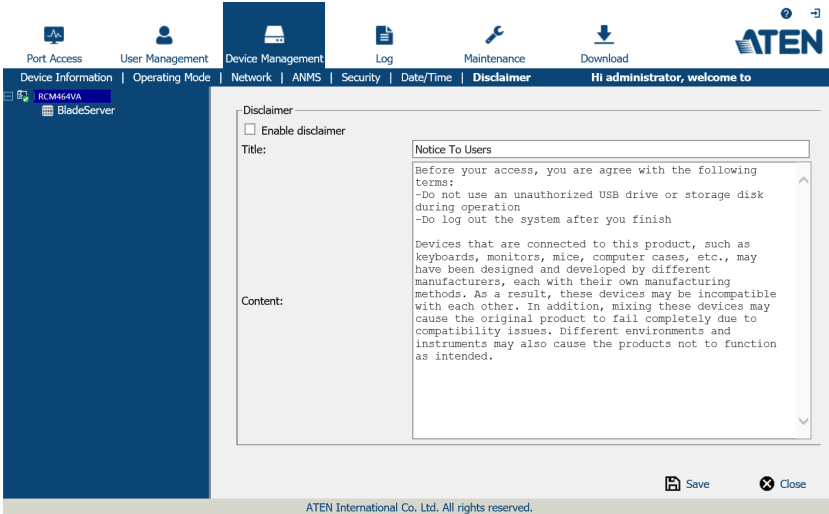 Port Access
User Management
Device Management
Log
Maintenance
Download
ATEN
Device Information | Operating Mode | Network | ANMS | Security | Date/Time | Disclaimer
Hi administrator, welcome to
RCM464VA
BladeServer
Disclaimer
Enable disclaimer
Title:
Notice To Users
Content:
Before your access, you are agree with the following
terms:
-Do not use an unauthorized USB drive or storage disk
during operation
-Do log out the system after you finish
Devices that are connected to this product, such as
keyboards, monitors, mice, computer cases, etc., may
have been designed and developed by different
manufacturers, each with their own manufacturing
methods. As a result, these devices may be incompatible
with each other. In addition, mixing these devices may
cause the original product to fail completely due to
compatibility issues. Different environments and
instruments may also cause the products not to function
as intended.
Save
Close
ATEN International Co. Ltd. All rights reserved.